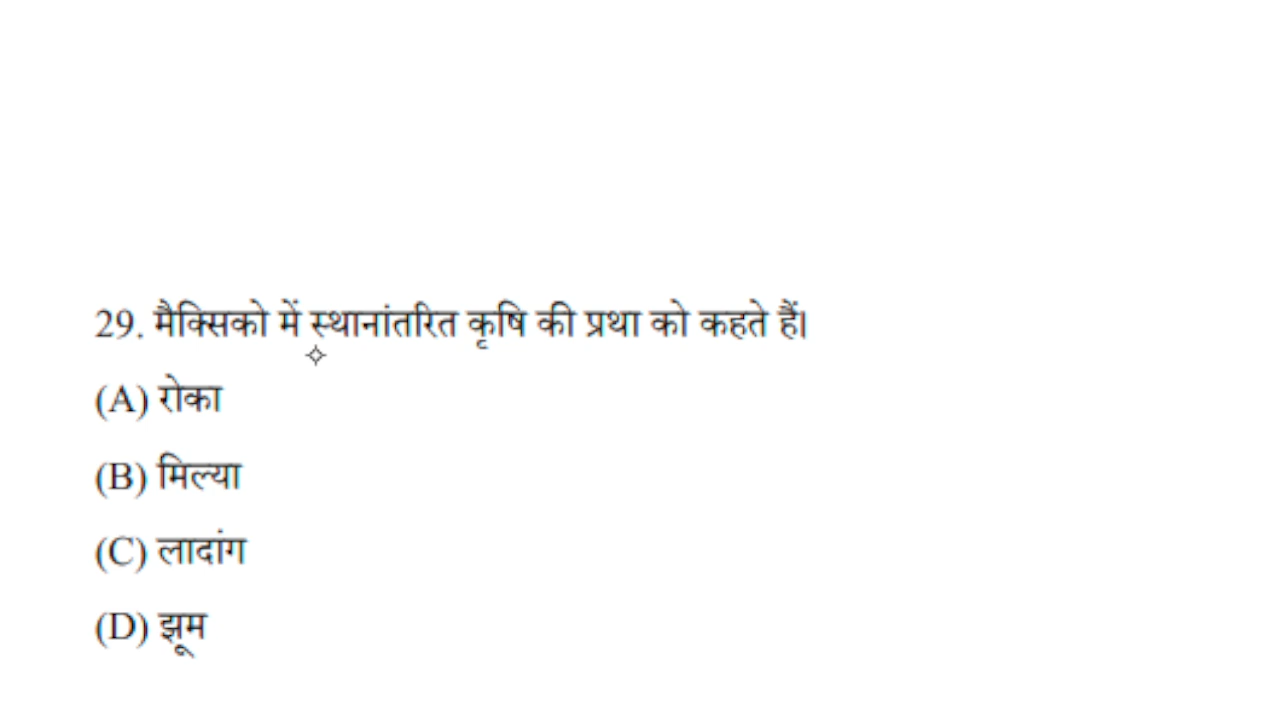 29. मैक्सिको में स्थानांतरित कृषि की प्रथा को कहते हैं।
(A) रोका
(B) मिल्या
(C) लादांग
(D) झूम